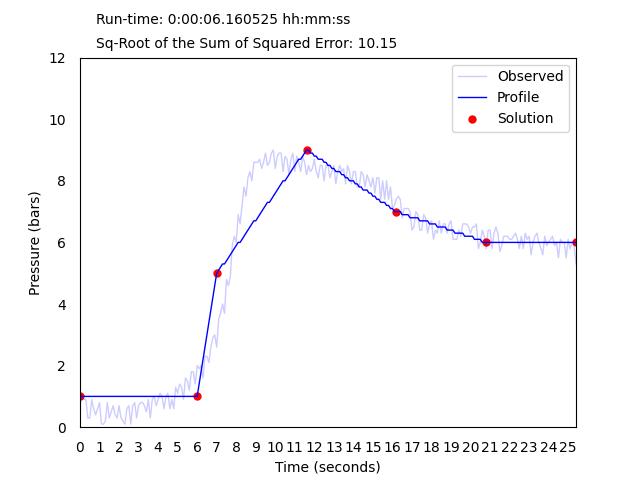 Run-time: 0:00:06.160525 hh:mm:ss
Sq-Root of the Sum of Squared Error: 10.15
12
10
8
6
4
2
0
Pressure (bars)
Observed
Profile
Solution
0 1 2 3 4 5 6 7 8 9 10 11 12 13 14 15 16 17 18 19 20 21 22 23 24 25
Time (seconds)